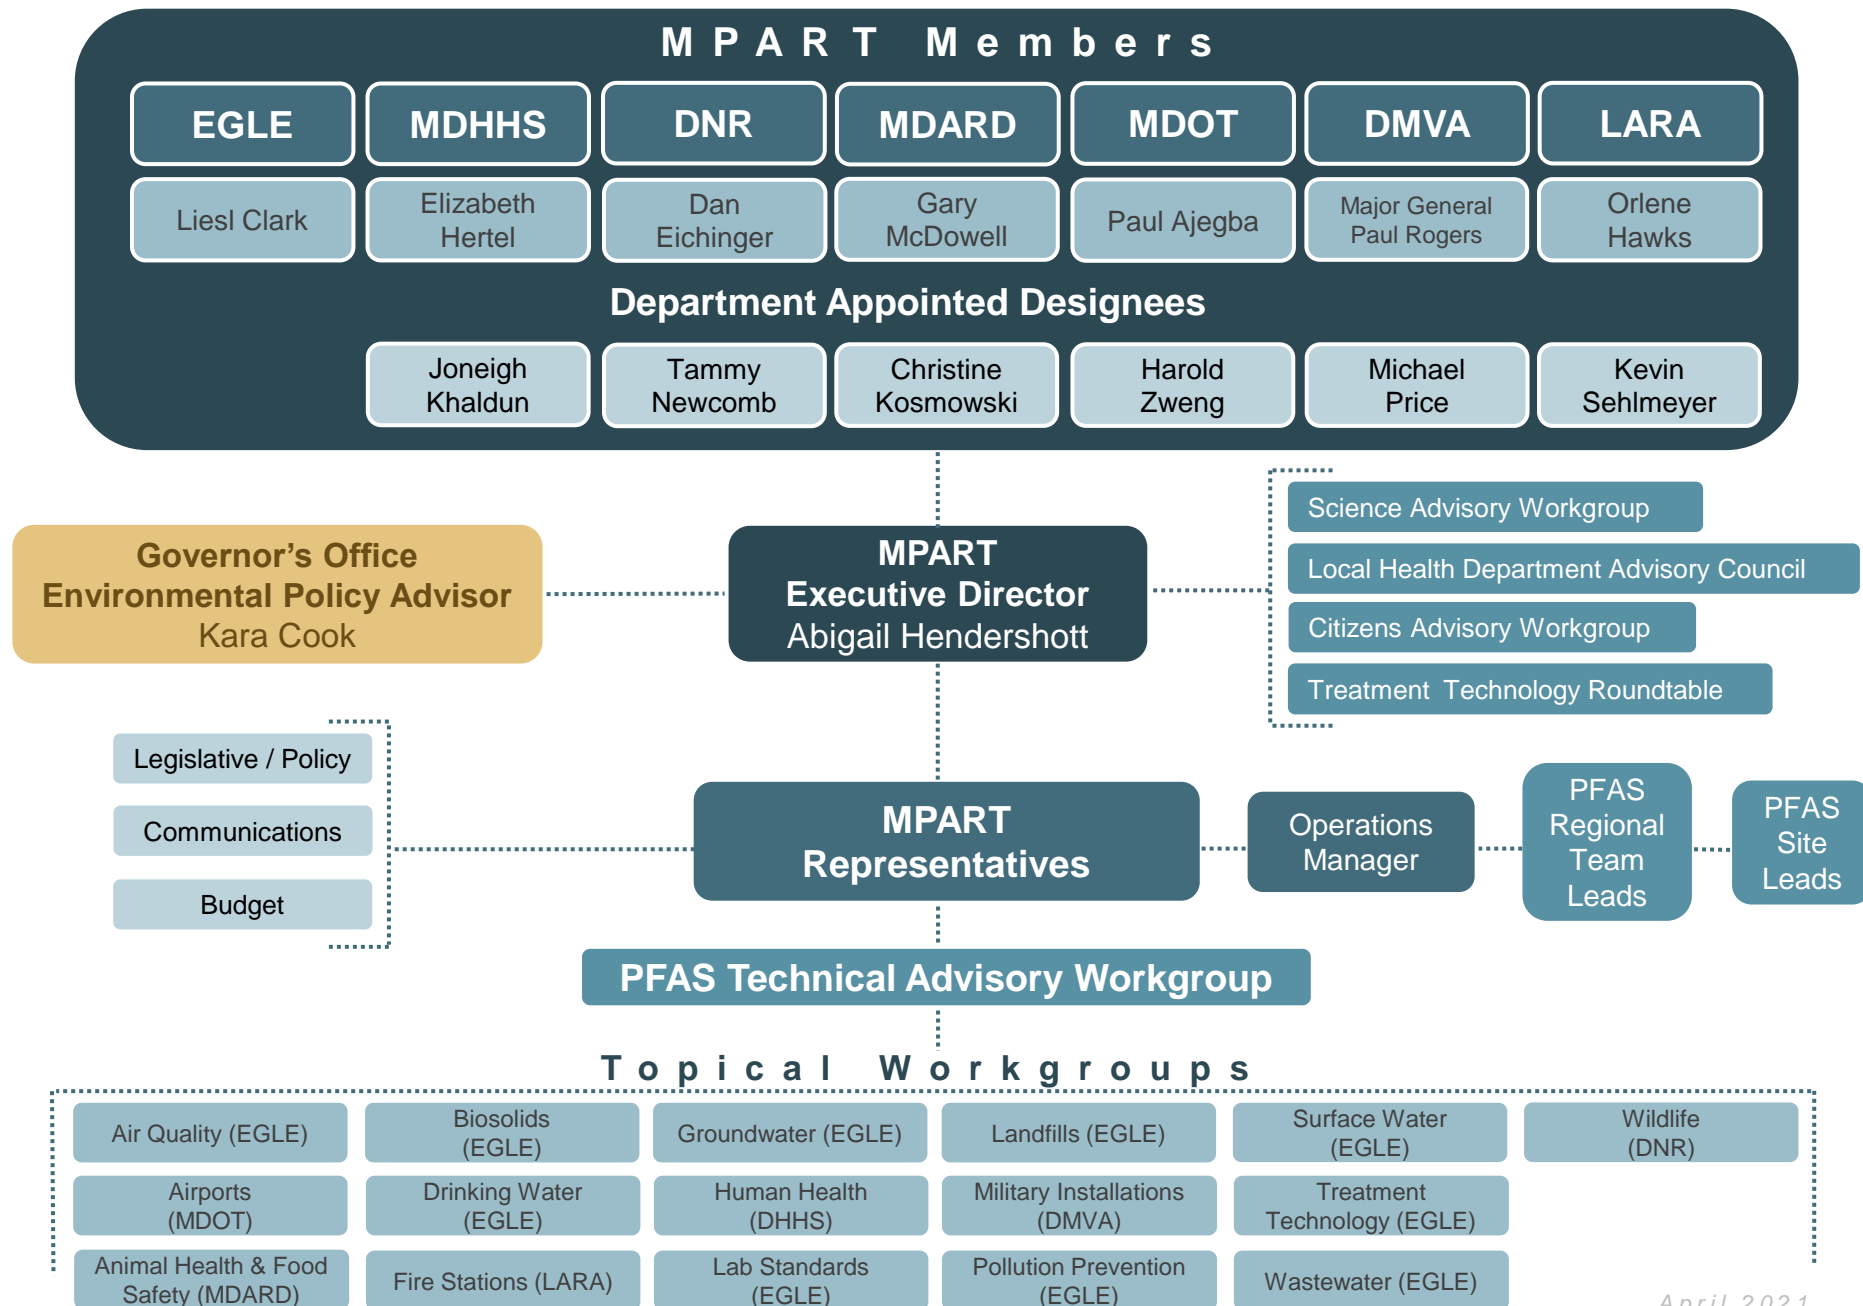 MPART Members
EGLE
MDHHS
DNR
MDARD
MDOT
DMVA
LARA
Liesl Clark
Elizabeth
Hertel
Dan
Eichinger
Gary
McDowell
Paul Ajegba
Major General
Paul Rogers
Orlene
Hawks
Department Appointed Designees
Joneigh
Khaldun
Tammy
Newcomb
Christine
Kosmowski
Harold
Zweng
Michael
Price
Kevin
Sehlmeyer
Governor’s Office
Environmental Policy Advisor
Kara Cook
MPART
Executive Director
Abigail Hendershott
Science Advisory Workgroup
Local Health Department Advisory Council
Citizens Advisory Workgroup
Treatment Technology Roundtable
Legislative / Policy
Communications
Budget
MPART
Representatives
Operations
Manager
PFAS
Regional
Team
Leads
PFAS
Site
Leads
PFAS Technical Advisory Workgroup
Topical Workgroups
Air Quality (EGLE)
Biosolids
(EGLE)
Groundwater (EGLE)
Landfills (EGLE)
Surface Water
(EGLE)
Wildlife
(DNR)
Airports
(MDOT)
Drinking Water
(EGLE)
Human Health
(DHHS)
Military Installations
(DMVA)
Treatment
Technology (EGLE)
Animal Health & Food
Safety (MDARD)
Fire Stations (LARA)
Lab Standards
(EGLE)
Pollution Prevention
(EGLE)
Wastewater (EGLE)
April 2021